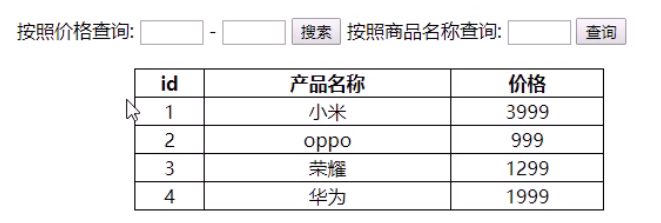 按照价格查询: - 搜索 按照商品名称查询: 查询
id 产品名称 价格
1 小米 3999
2 oppo 999
3 荣耀 1299
4 华为 1999